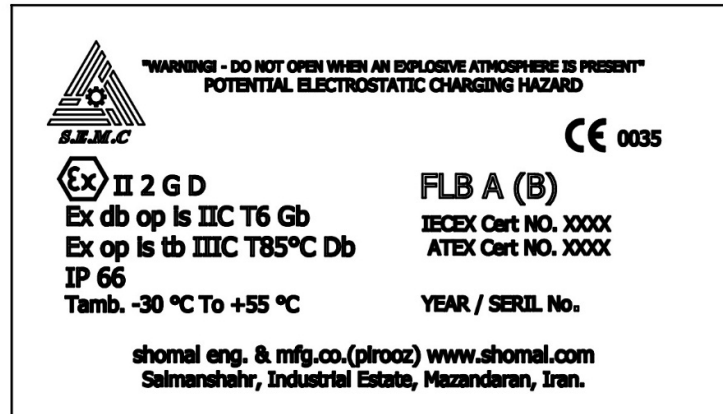 "WARNING! - DO NOT OPEN WHEN AN EXPLOSIVE ATMOSPHERE IS PRESENT"
POTENTIAL ELECTROSTATIC CHARGING HAZARD
S.E.M.C
CE 0035
Ex II 2 G D
FLB A (B)
Ex db op is IIC T6 Gb
IECEX Cert NO. XXXX
Ex op is tb IIIC T85°C Db
ATEX Cert NO. XXXX
IP 66
Tamb. -30 °C To +55 °C
YEAR / SERIL No.
shomal eng. & mfg.co.(pirooz) www.shomal.com
Salmanshahr, Industrial Estate, Mazandaran, Iran.